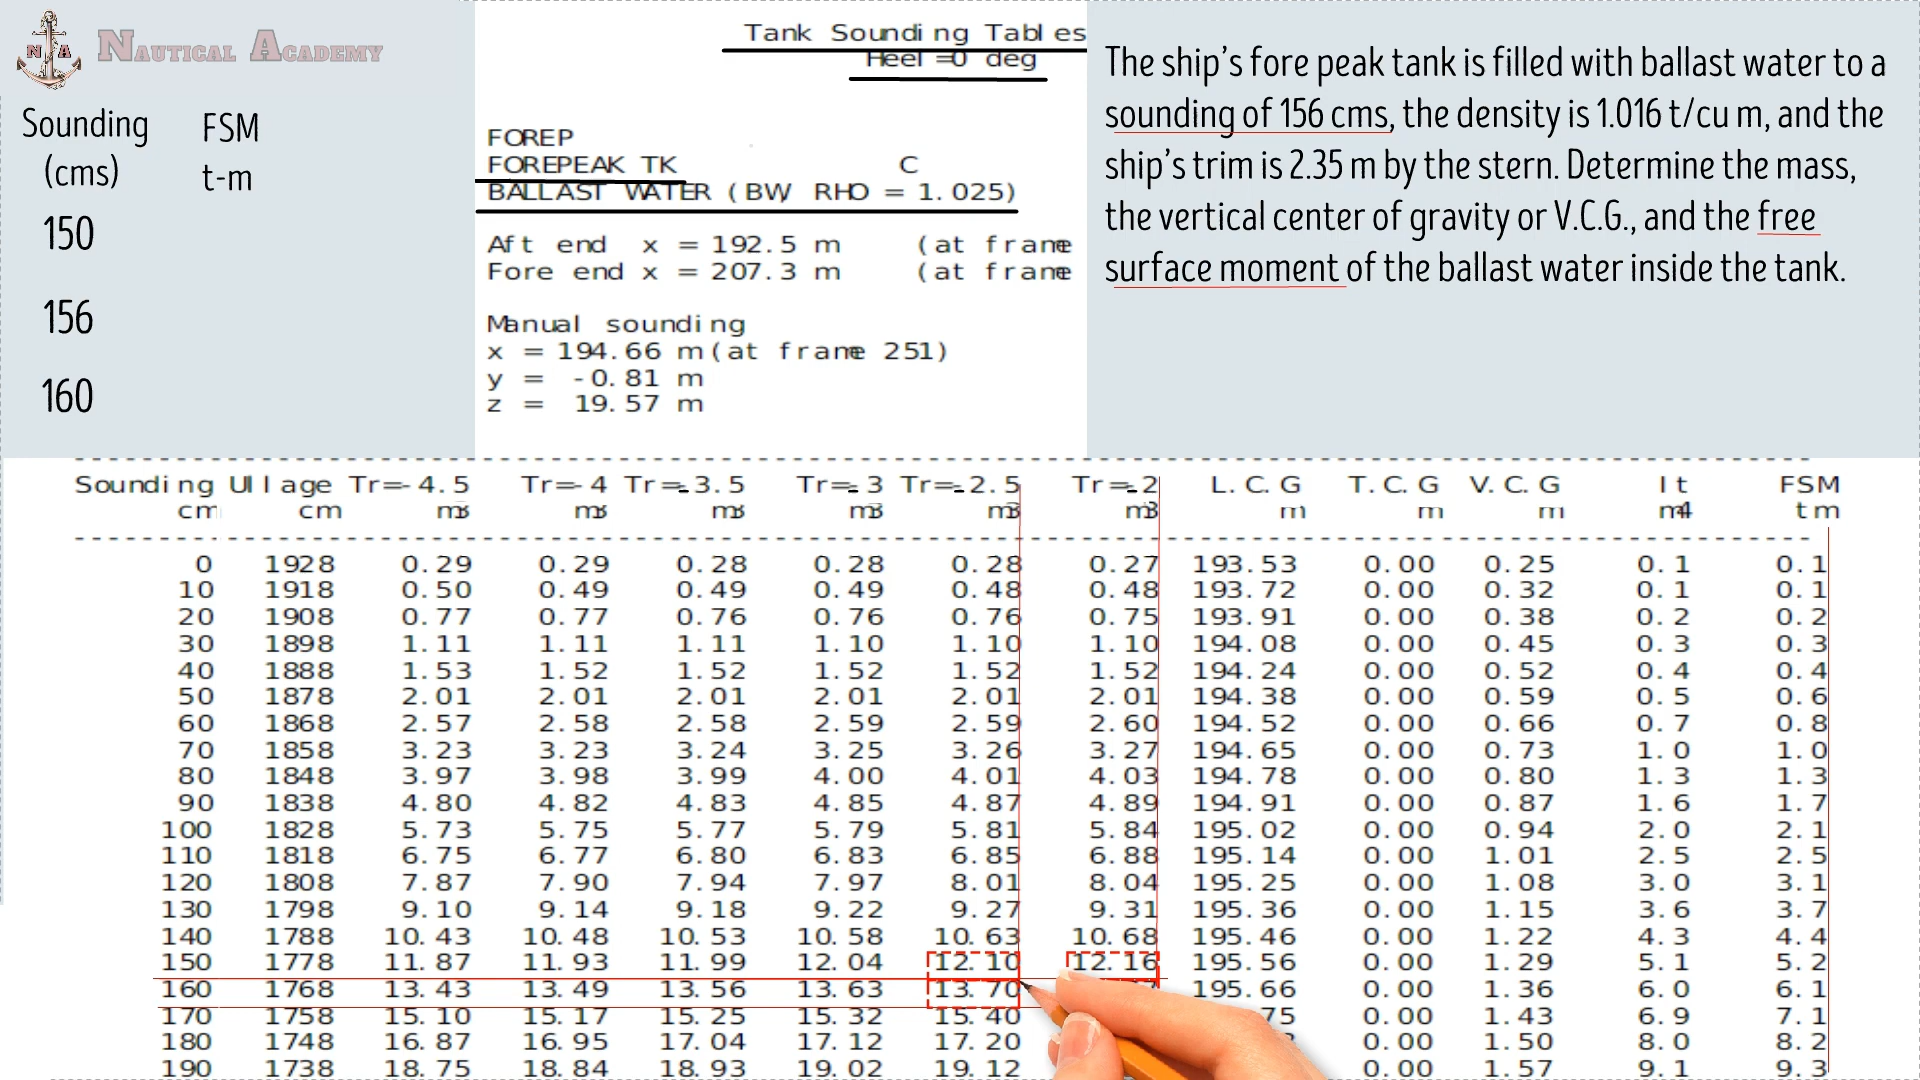 NAUTICAL ACADEMY
N A
Sounding FSM
(cms) t-m
150
156
160
Tank Sounding Tables
Heel =0 deg
FOREP
FOREPEAK TK C
BALLAST WATER (BW, RHO = 1.025)
Aft end x = 192.5 m (at frame
Fore end x = 207.3 m (at frame
Manual sounding
x = 194.66 m(at frame 251)
y = -0.81 m
z = 19.57 m
The ship's fore peak tank is filled with ballast water to a
sounding of 156 cms, the density is 1.016 t/cu m, and the
ship's trim is 2.35 m by the stern. Determine the mass,
the vertical center of gravity or V.C.G., and the free
surface moment of the ballast water inside the tank.
Sounding Ullage Tr=-4.5 Tr=-4 Tr=-3.5 Tr=-3 Tr=-2.5 Tr=-2 L.C.G T.C.G V.C.G It FSM
cm cm m3 m3 m3 m3 m3 m3 m m m m4 tm
0 1928 0.29 0.29 0.28 0.28 0.28 0.27 193.53 0.00 0.25 0.1 0.1
10 1918 0.50 0.49 0.49 0.49 0.48 0.48 193.72 0.00 0.32 0.1 0.1
20 1908 0.77 0.77 0.76 0.76 0.76 0.75 193.91 0.00 0.38 0.2 0.2
30 1898 1.11 1.11 1.11 1.10 1.10 1.10 194.08 0.00 0.45 0.3 0.3
40 1888 1.53 1.52 1.52 1.52 1.52 1.52 194.24 0.00 0.52 0.4 0.4
50 1878 2.01 2.01 2.01 2.01 2.01 2.01 194.38 0.00 0.59 0.5 0.6
60 1868 2.57 2.58 2.58 2.59 2.59 2.60 194.52 0.00 0.66 0.7 0.8
70 1858 3.23 3.23 3.24 3.25 3.26 3.27 194.65 0.00 0.73 1.0 1.0
80 1848 3.97 3.98 3.99 4.00 4.01 4.03 194.78 0.00 0.80 1.3 1.3
90 1838 4.80 4.82 4.83 4.85 4.87 4.89 194.91 0.00 0.87 1.6 1.7
100 1828 5.73 5.75 5.77 5.79 5.81 5.84 195.02 0.00 0.94 2.0 2.1
110 1818 6.75 6.77 6.80 6.83 6.85 6.88 195.14 0.00 1.01 2.5 2.5
120 1808 7.87 7.90 7.94 7.97 8.01 8.04 195.25 0.00 1.08 3.0 3.1
130 1798 9.10 9.14 9.18 9.22 9.27 9.31 195.36 0.00 1.15 3.6 3.7
140 1788 10.43 10.48 10.53 10.58 10.63 10.68 195.46 0.00 1.22 4.3 4.4
150 1778 11.87 11.93 11.99 12.04 12.10 12.16 195.56 0.00 1.29 5.1 5.2
160 1768 13.43 13.49 13.56 13.63 13.70 195.66 0.00 1.36 6.0 6.1
170 1758 15.10 15.17 15.25 15.32 15.40 75 0.00 1.43 6.9 7.1
180 1748 16.87 16.95 17.04 17.12 17.20 0.00 1.50 8.0 8.2
190 1738 18.75 18.84 18.93 19.02 19.12 0.00 1.57 9.1 9.3